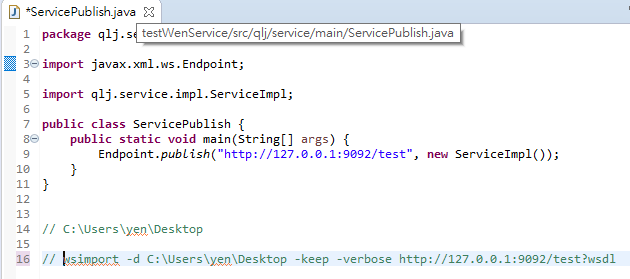 *ServicePublish.java
testWenService/src/qlj/service/main/ServicePublish.java
1 package qlj.se
2
3 import javax.xml.ws.Endpoint;
4
5 import qlj.service.impl.ServiceImpl;
6
7 public class ServicePublish {
8 public static void main(String[] args) {
9 Endpoint.publish("http://127.0.0.1:9092/test", new ServiceImpl());
10 }
11 }
12
13
14 // C:\Users\yen\Desktop
15
16 // wsimport -d C:\Users\yen\Desktop -keep -verbose http://127.0.0.1:9092/test?wsdl